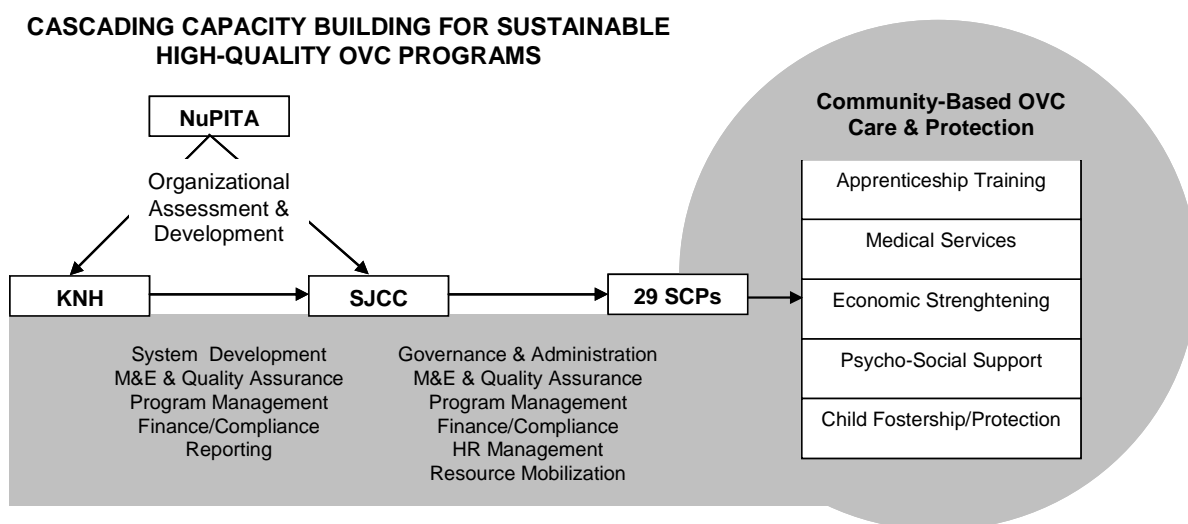 CASCADING CAPACITY BUILDING FOR SUSTAINABLE
HIGH-QUALITY OVC PROGRAMS
NuPITA
Organizational
Assessment &
Development
KNH
SJCC
29 SCPs
System Development
M&E & Quality Assurance
Program Management
Finance/Compliance
Reporting
Governance & Administration
M&E & Quality Assurance
Program Management
Finance/Compliance
HR Management
Resource Mobilization
Community-Based OVC
Care & Protection
Apprenticeship Training
Medical Services
Economic Strenghtening
Psycho-Social Support
Child Fostership/Protection